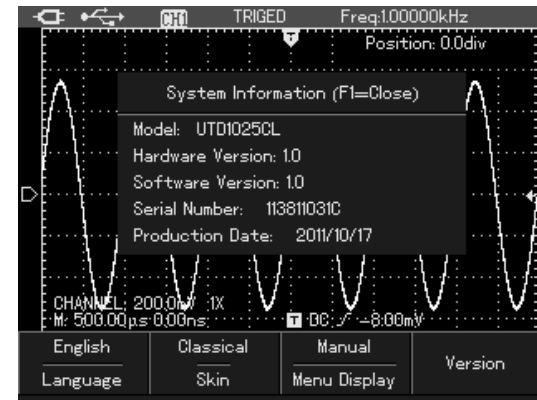 CH1 TRIGED Freq:1.00000kHz
T Position: 0.0div
System Information (F1=Close)
Model: UTD1025CL
Hardware Version: 1.0
Software Version: 1.0
Serial Number: 113811031C
Production Date: 2011/10/17
CHANNEL: 200.0mV 1X
M: 500.00μs 0.00ns T DC -8.00mV
English Classical Manual
Version
Language Skin Menu Display